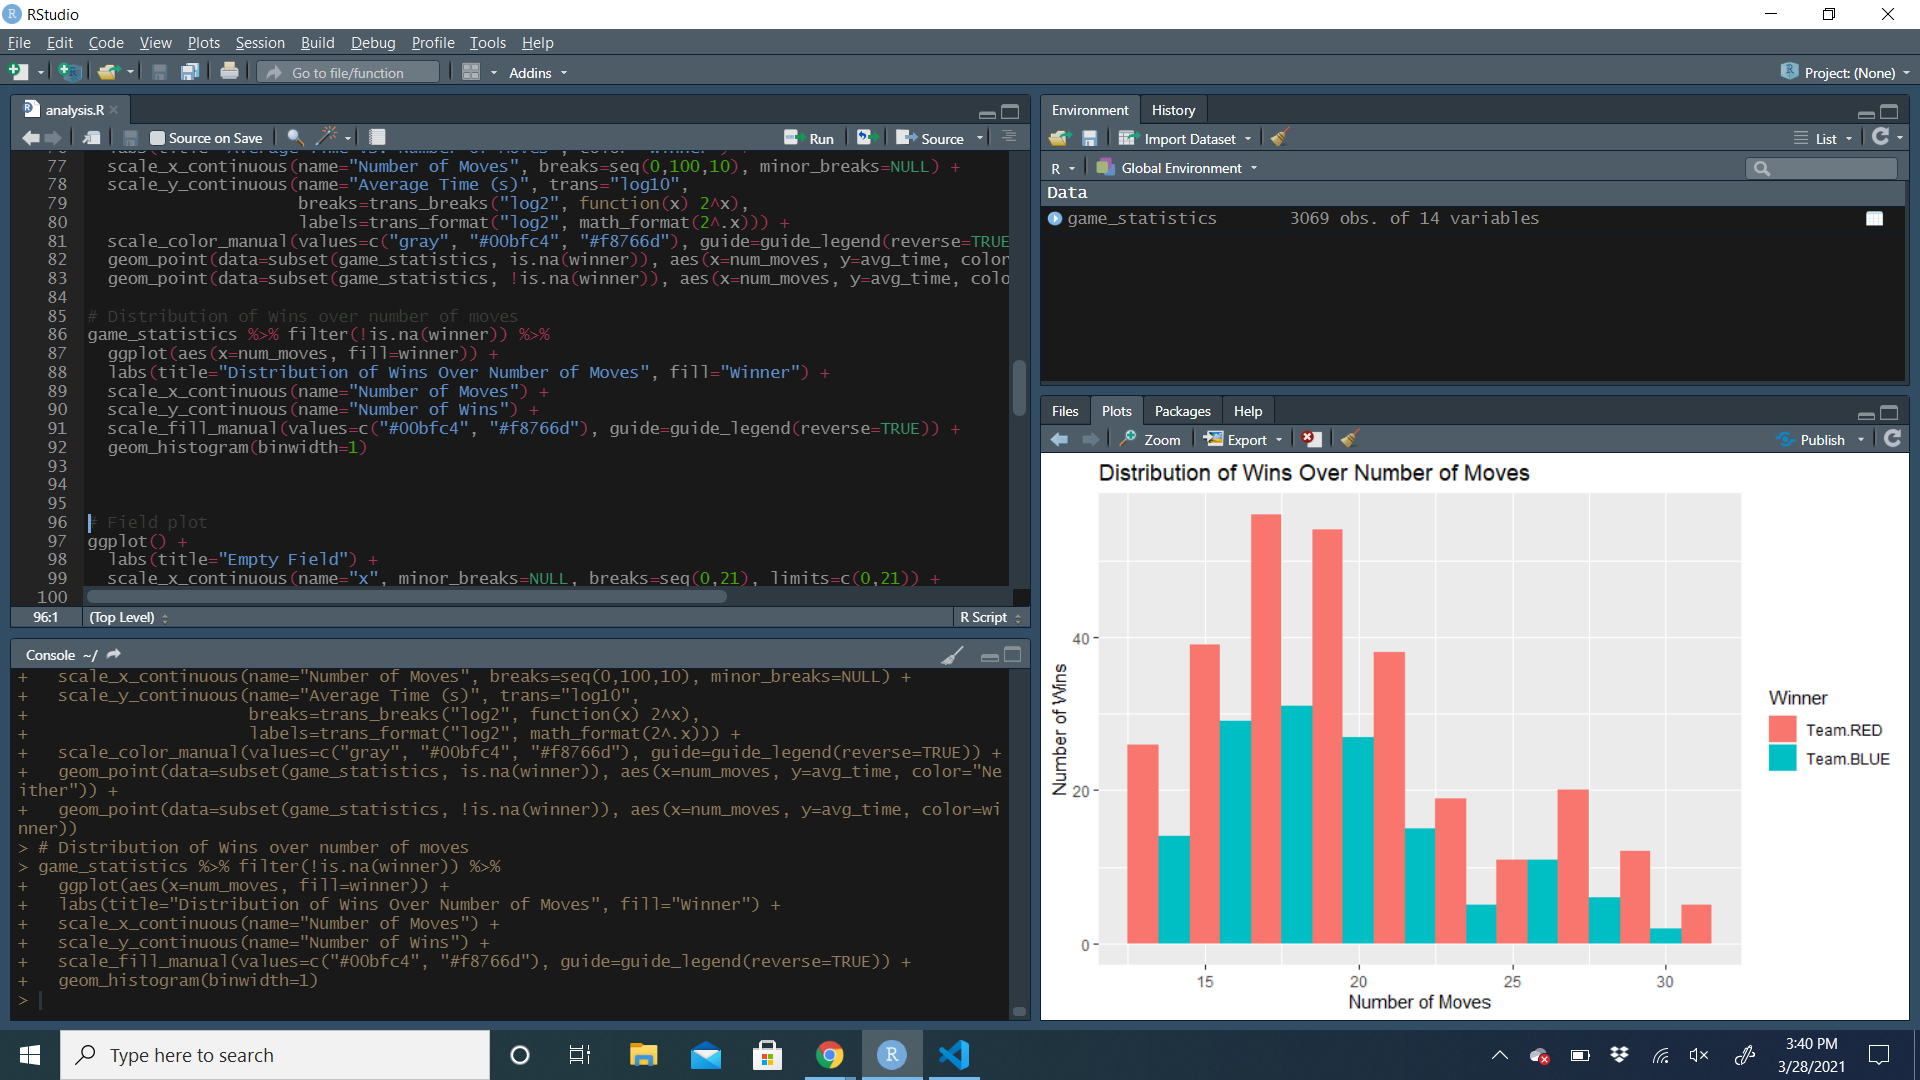 RStudio
File Edit Code View Plots Session Build Debug Profile Tools Help
Go to file/function Addins Project: (None)
analysis.R
Source on Save Run Source
77 scale_x_continuous(name="Number of Moves", breaks=seq(0,100,10), minor_breaks=NULL) +
78 scale_y_continuous(name="Average Time (s)", trans="log10",
79 breaks=trans_breaks("log2", function(x) 2^x),
80 labels=trans_format("log2", math_format(2^.x))) +
81 scale_color_manual(values=c("gray", "#00bfc4", "#f8766d"), guide=guide_legend(reverse=TRUE
82 geom_point(data=subset(game_statistics, is.na(winner)), aes(x=num_moves, y=avg_time, color
83 geom_point(data=subset(game_statistics, !is.na(winner)), aes(x=num_moves, y=avg_time, colo
84
85 # Distribution of Wins over number of moves
86 game_statistics %>% filter(!is.na(winner)) %>%
87 ggplot(aes(x=num_moves, fill=winner)) +
88 labs(title="Distribution of Wins Over Number of Moves", fill="Winner") +
89 scale_x_continuous(name="Number of Moves") +
90 scale_y_continuous(name="Number of Wins") +
91 scale_fill_manual(values=c("#00bfc4", "#f8766d"), guide=guide_legend(reverse=TRUE)) +
92 geom_histogram(binwidth=1)
93
94
95
96 # Field plot
97 ggplot() +
98 labs(title="Empty Field") +
99 scale_x_continuous(name="x", minor_breaks=NULL, breaks=seq(0,21), limits=c(0,21)) +
100
96:1 (Top Level) R Script
Console ~/
+ scale_x_continuous(name="Number of Moves", breaks=seq(0,100,10), minor_breaks=NULL) +
+ scale_y_continuous(name="Average Time (s)", trans="log10",
+ breaks=trans_breaks("log2", function(x) 2^x),
+ labels=trans_format("log2", math_format(2^.x))) +
+ scale_color_manual(values=c("gray", "#00bfc4", "#f8766d"), guide=guide_legend(reverse=TRUE)) +
+ geom_point(data=subset(game_statistics, is.na(winner)), aes(x=num_moves, y=avg_time, color="Ne
ither")) +
+ geom_point(data=subset(game_statistics, !is.na(winner)), aes(x=num_moves, y=avg_time, color=wi
nner))
> # Distribution of Wins over number of moves
> game_statistics %>% filter(!is.na(winner)) %>%
+ ggplot(aes(x=num_moves, fill=winner)) +
+ labs(title="Distribution of Wins Over Number of Moves", fill="Winner") +
+ scale_x_continuous(name="Number of Moves") +
+ scale_y_continuous(name="Number of Wins") +
+ scale_fill_manual(values=c("#00bfc4", "#f8766d"), guide=guide_legend(reverse=TRUE)) +
+ geom_histogram(binwidth=1)
>
Environment History
Import Dataset List
R Global Environment
Data
game_statistics 3069 obs. of 14 variables
Files Plots Packages Help
Zoom Export Publish
Distribution of Wins Over Number of Moves
40
20
0
Number of Wins
15 20 25 30
Number of Moves
Winner
Team.RED
Team.BLUE
Type here to search
3:40 PM
3/28/2021